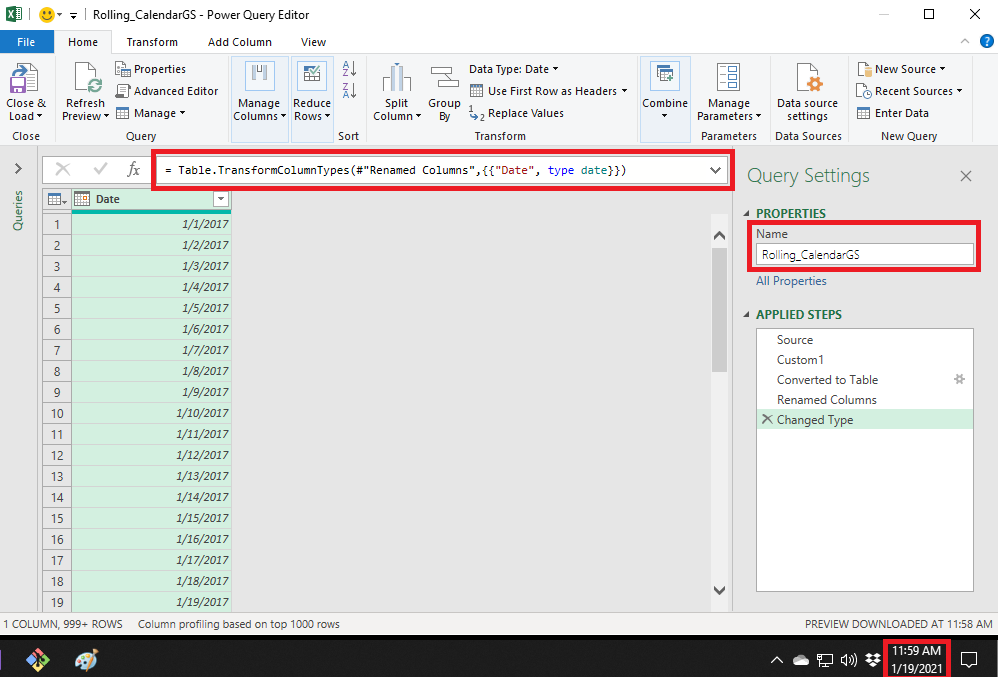 Rolling_CalendarGS - Power Query Editor
File Home Transform Add Column View
Close & Load
Close
Refresh Preview
Properties
Advanced Editor
Manage
Query
Manage Columns
Reduce Rows
Sort
Split Column
Group By
Data Type: Date
Use First Row as Headers
Replace Values
Transform
Combine
Manage Parameters
Parameters
Data source settings
Data Sources
New Source
Recent Sources
Enter Data
New Query
Queries
fx = Table.TransformColumnTypes(#"Renamed Columns",{{"Date", type date}})
Date
1 1/1/2017
2 1/2/2017
3 1/3/2017
4 1/4/2017
5 1/5/2017
6 1/6/2017
7 1/7/2017
8 1/8/2017
9 1/9/2017
10 1/10/2017
11 1/11/2017
12 1/12/2017
13 1/13/2017
14 1/14/2017
15 1/15/2017
16 1/16/2017
17 1/17/2017
18 1/18/2017
19 1/19/2017
Query Settings
PROPERTIES
Name
Rolling_CalendarGS
All Properties
APPLIED STEPS
Source
Custom1
Converted to Table
Renamed Columns
Changed Type
1 COLUMN, 999+ ROWS Column profiling based on top 1000 rows PREVIEW DOWNLOADED AT 11:58 AM
11:59 AM
1/19/2021